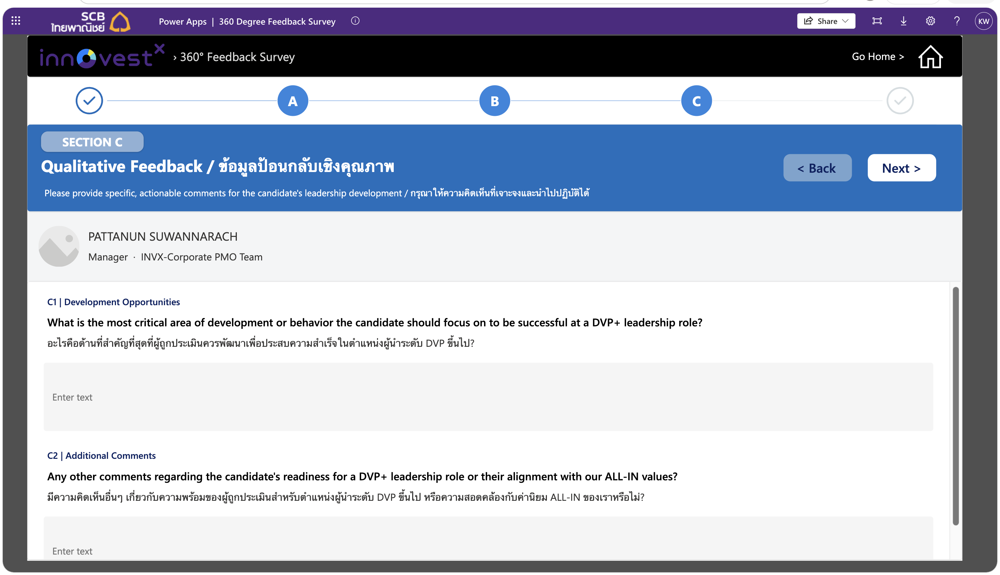 SCB
ไทยพาณิชย์
Power Apps | 360 Degree Feedback Survey
Share
?
KW
innovestx
› 360° Feedback Survey
Go Home >
A
B
C
SECTION C
Qualitative Feedback / ข้อมูลป้อนกลับเชิงคุณภาพ
< Back
Next >
Please provide specific, actionable comments for the candidate's leadership development / กรุณาให้ความคิดเห็นที่เจาะจงและนำไปปฏิบัติได้
PATTANUN SUWANNARACH
Manager · INVX-Corporate PMO Team
C1 | Development Opportunities
What is the most critical area of development or behavior the candidate should focus on to be successful at a DVP+ leadership role?
อะไรคือด้านที่สำคัญที่สุดที่ผู้ถูกประเมินควรพัฒนาเพื่อประสบความสำเร็จในตำแหน่งผู้นำระดับ DVP ขึ้นไป?
Enter text
C2 | Additional Comments
Any other comments regarding the candidate's readiness for a DVP+ leadership role or their alignment with our ALL-IN values?
มีความคิดเห็นอื่นๆ เกี่ยวกับความพร้อมของผู้ถูกประเมินสำหรับตำแหน่งผู้นำระดับ DVP ขึ้นไป หรือความสอดคล้องกับค่านิยม ALL-IN ของเราหรือไม่?
Enter text